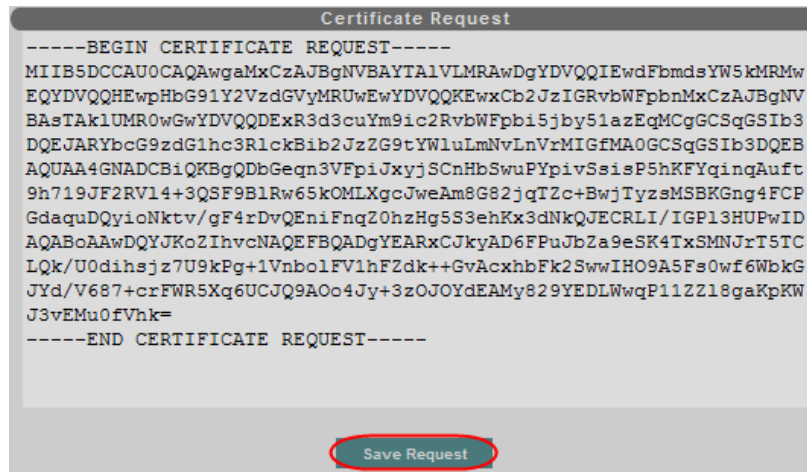 Certificate Request
-----BEGIN CERTIFICATE REQUEST-----
MIIB5DCCAU0CAQAwgaMxCzAJBgNVBAYTAlVLMRAwDgYDVQQIEwdFbmdsYW5kMRMw
EQYDVQQHEwpHbG91Y2VzdGVyMRUwEwYDVQQKEwxCb2JzIGRvbWFpbnMxCzAJBgNV
BAsTAklUMR0wGwYDVQQDExR3d3cuYm9ic2RvbWFpbi5jby51azEqMCgGCSqGSIb3
DQEJARYbcG9zdG1hc3RlckBib2JzZG9tYWluLmNvLnVrMIGfMA0GCSqGSIb3DQEB
AQUAA4GNADCBiQKBgQDbGeqn3VFpiJxyjSCnHbSwuPYpivSsisP5hKFYqinqAuft
9h719JF2RVl4+3QSF9BlRw65kOMLXgcJweAm8G82jqTZc+BwjTyzsMSBKGng4FCP
GdaquDQyioNktv/gF4rDvQEniFnqZ0hzHg5S3ehKx3dNkQJECRLI/IGPl3HUPwID
AQABoAAwDQYJKoZIhvcNAQEFBQADgYEARxCJkyAD6FPuJbZa9eSK4TxSMNJrT5TC
LQk/U0dihsjz7U9kPg+1VnbolFV1hFZdk++GvAcxhbFk2SwwIHO9A5Fs0wf6WbkG
JYd/V687+crFWR5Xq6UCJQ9AOo4Jy+3zOJOYdEAMy829YEDLWwqP11ZZl8gaKpKW
J3vEMu0fVhk=
-----END CERTIFICATE REQUEST-----
Save Request